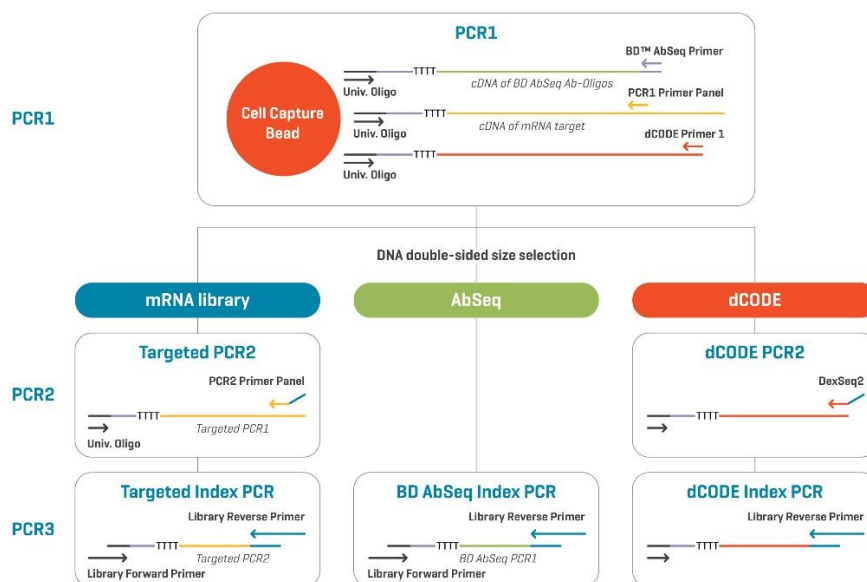 PCR1
PCR1
Cell Capture
Bead
TTTT
BD™ AbSeq Primer
Univ. Oligo
cDNA of BD AbSeq Ab-Oligos
PCR1 Primer Panel
TTTT
Univ. Oligo
cDNA of mRNA target
dCODE Primer 1
TTTT
Univ. Oligo
DNA double-sided size selection
mRNA library
AbSeq
dCODE
PCR2
Targeted PCR2
PCR2 Primer Panel
TTTT
Targeted PCR1
Univ. Oligo
dCODE PCR2
DexSeq2
TTTT
PCR3
Targeted Index PCR
Library Reverse Primer
TTTT
Targeted PCR2
Library Forward Primer
BD AbSeq Index PCR
Library Reverse Primer
TTTT
BD AbSeq PCR1
Library Forward Primer
dCODE Index PCR
Library Reverse Primer
TTTT